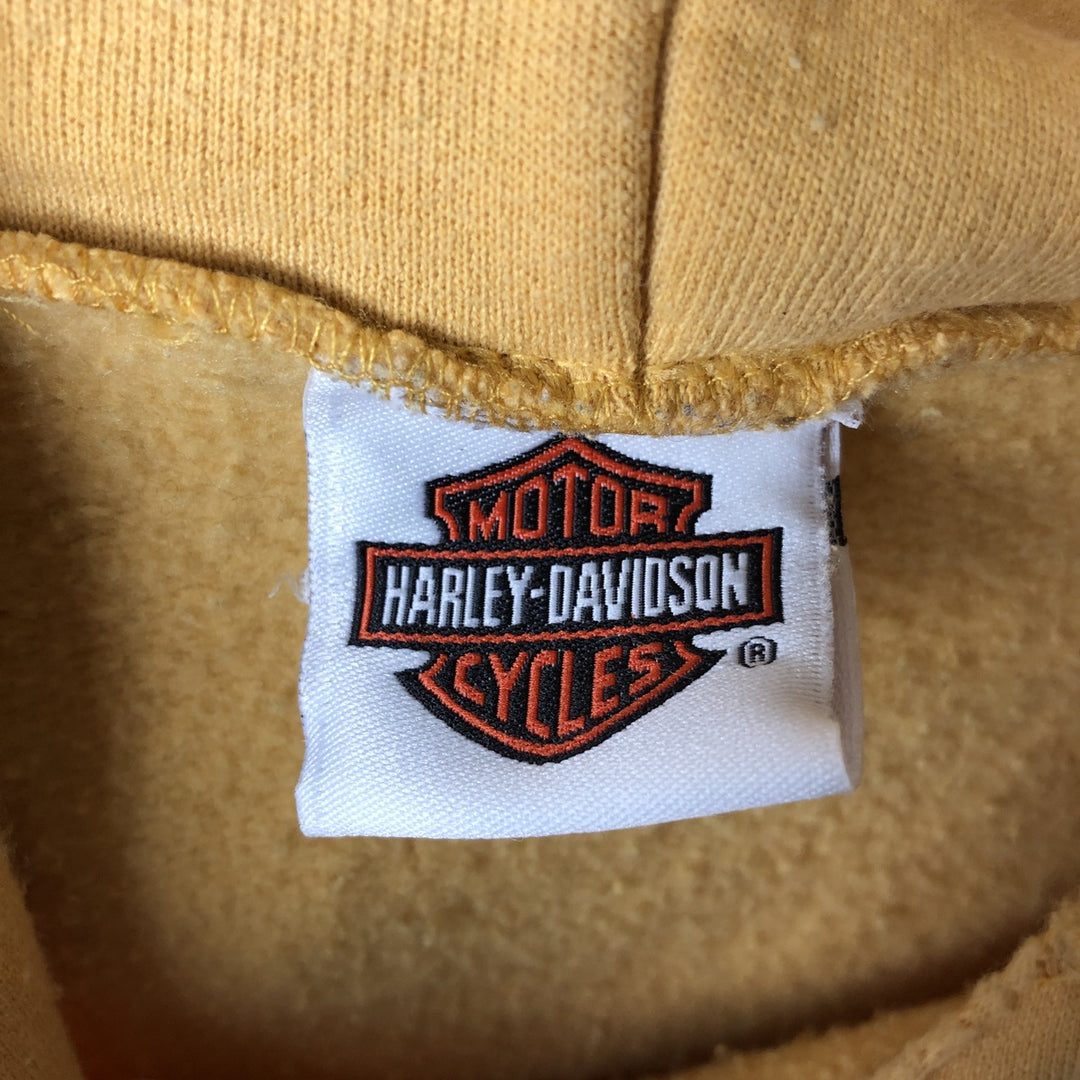 MOTOR
HARLEY-DAVIDSON
CYCLES
®